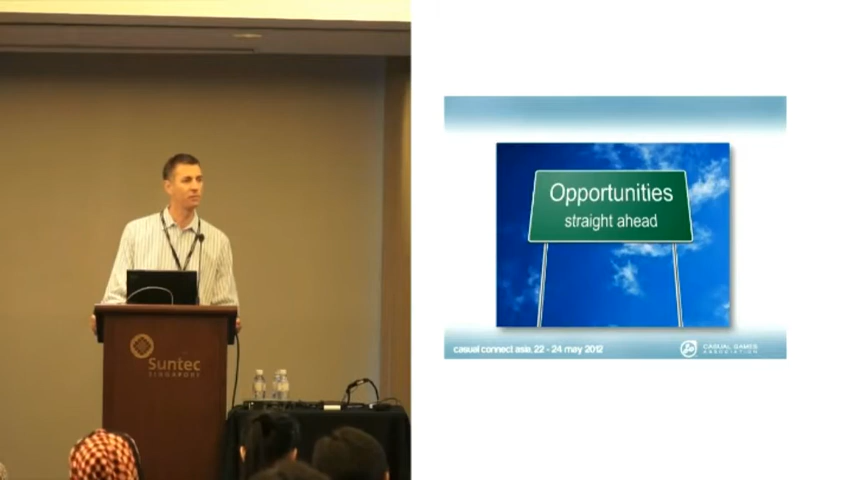 Suntec
SINGAPORE
Opportunities
straight ahead
casual connect asia, 22 - 24 may 2012
CASUAL GAMES
ASSOCIATION